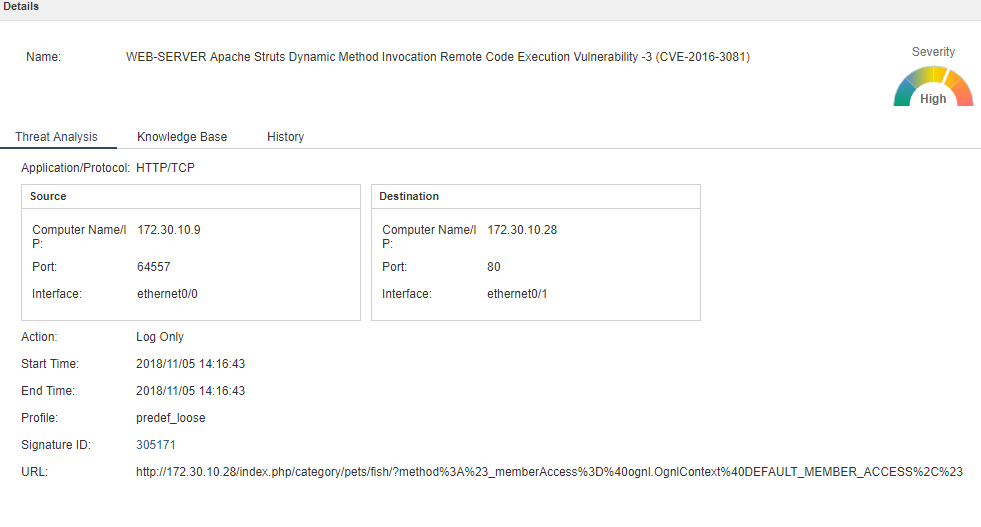 Details
Name: WEB-SERVER Apache Struts Dynamic Method Invocation Remote Code Execution Vulnerability -3 (CVE-2016-3081)
Severity
High
Threat Analysis Knowledge Base History
Application/Protocol: HTTP/TCP
Source
Computer Name/I
P: 172.30.10.9
Port: 64557
Interface: ethernet0/0
Destination
Computer Name/I
P: 172.30.10.28
Port: 80
Interface: ethernet0/1
Action: Log Only
Start Time: 2018/11/05 14:16:43
End Time: 2018/11/05 14:16:43
Profile: predef_loose
Signature ID: 305171
URL: http://172.30.10.28/index.php/category/pets/fish/?method%3A%23_memberAccess%3D%40ognl.OgnlContext%40DEFAULT_MEMBER_ACCESS%2C%23